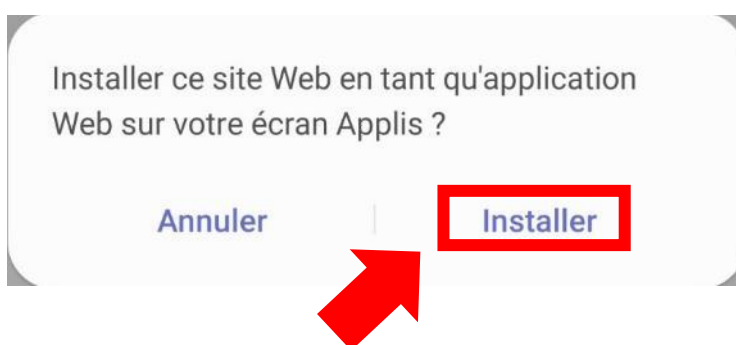 Installer ce site Web en tant qu'application
Web sur votre écran Applis ?
Annuler
Installer